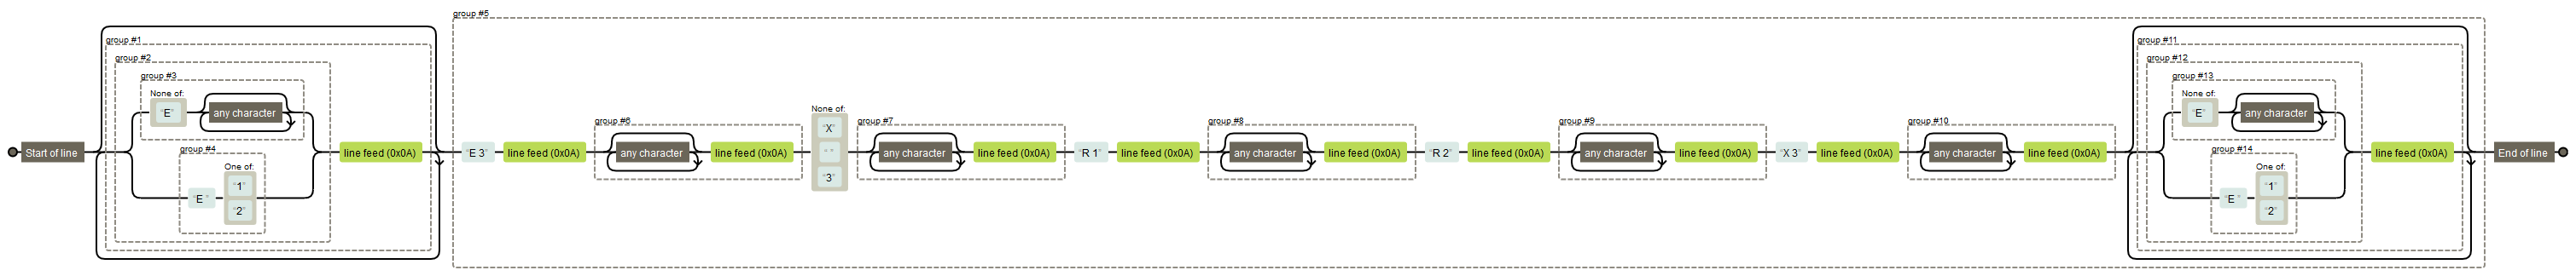 group #5
group #1
group #11
group #2
group #12
group #3
group #13
None of:
"E"
any character
None of:
"E"
any character
None of:
"X"
" "
"3"
group #6
group #7
group #8
group #9
group #10
Start of line
line feed (0x0A)
"E 3"
line feed (0x0A)
any character
line feed (0x0A)
any character
line feed (0x0A)
"R 1"
line feed (0x0A)
any character
line feed (0x0A)
"R 2"
line feed (0x0A)
any character
line feed (0x0A)
"X 3"
line feed (0x0A)
any character
line feed (0x0A)
line feed (0x0A)
End of line
group #4
One of:
"E "
"1"
"2"
group #14
One of:
"E "
"1"
"2"